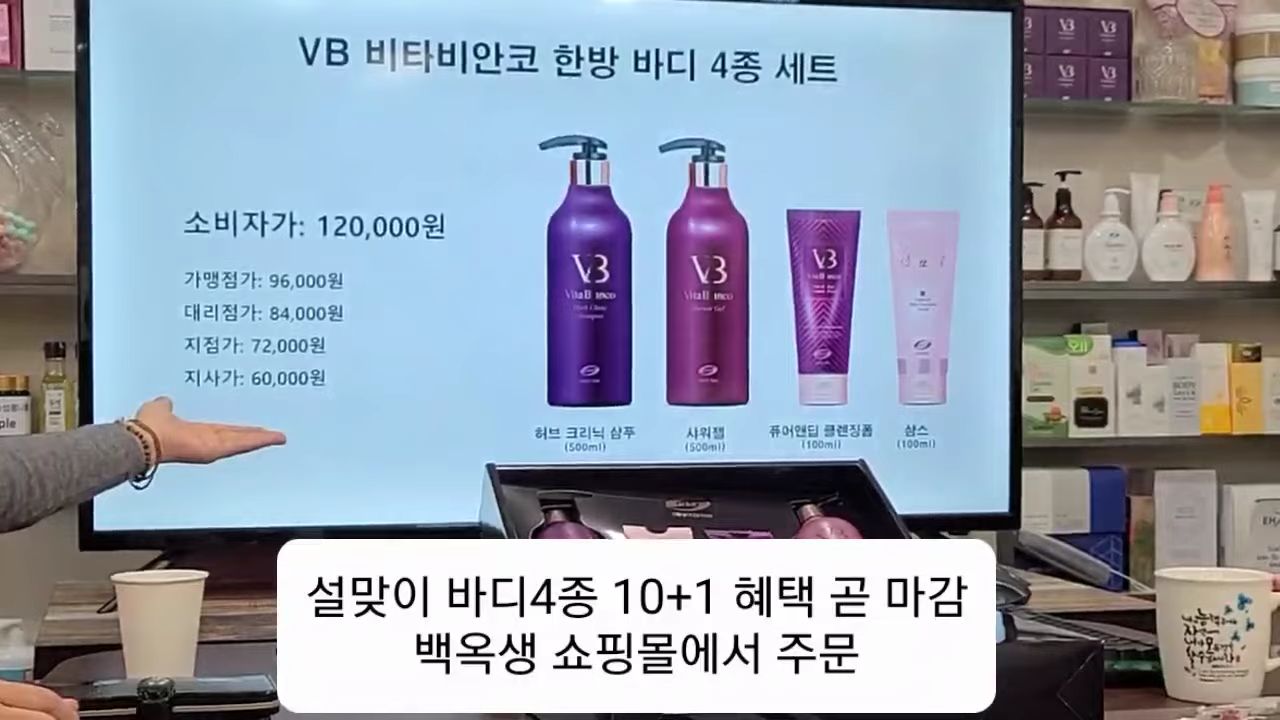 VB 비타비안코 한방 바디 4종 세트
소비자가: 120,000원
가맹점가: 96,000원
대리점가: 84,000원
지점가: 72,000원
지사가: 60,000원
VB
VB
VB
허브 크리닉 샴푸
(500ml)
샤워젤
(500ml)
퓨어앤딥 클렌징폼
(100ml)
샴스
(100ml)
설맞이 바디4종 10+1 혜택 곧 마감
백옥생 쇼핑몰에서 주문